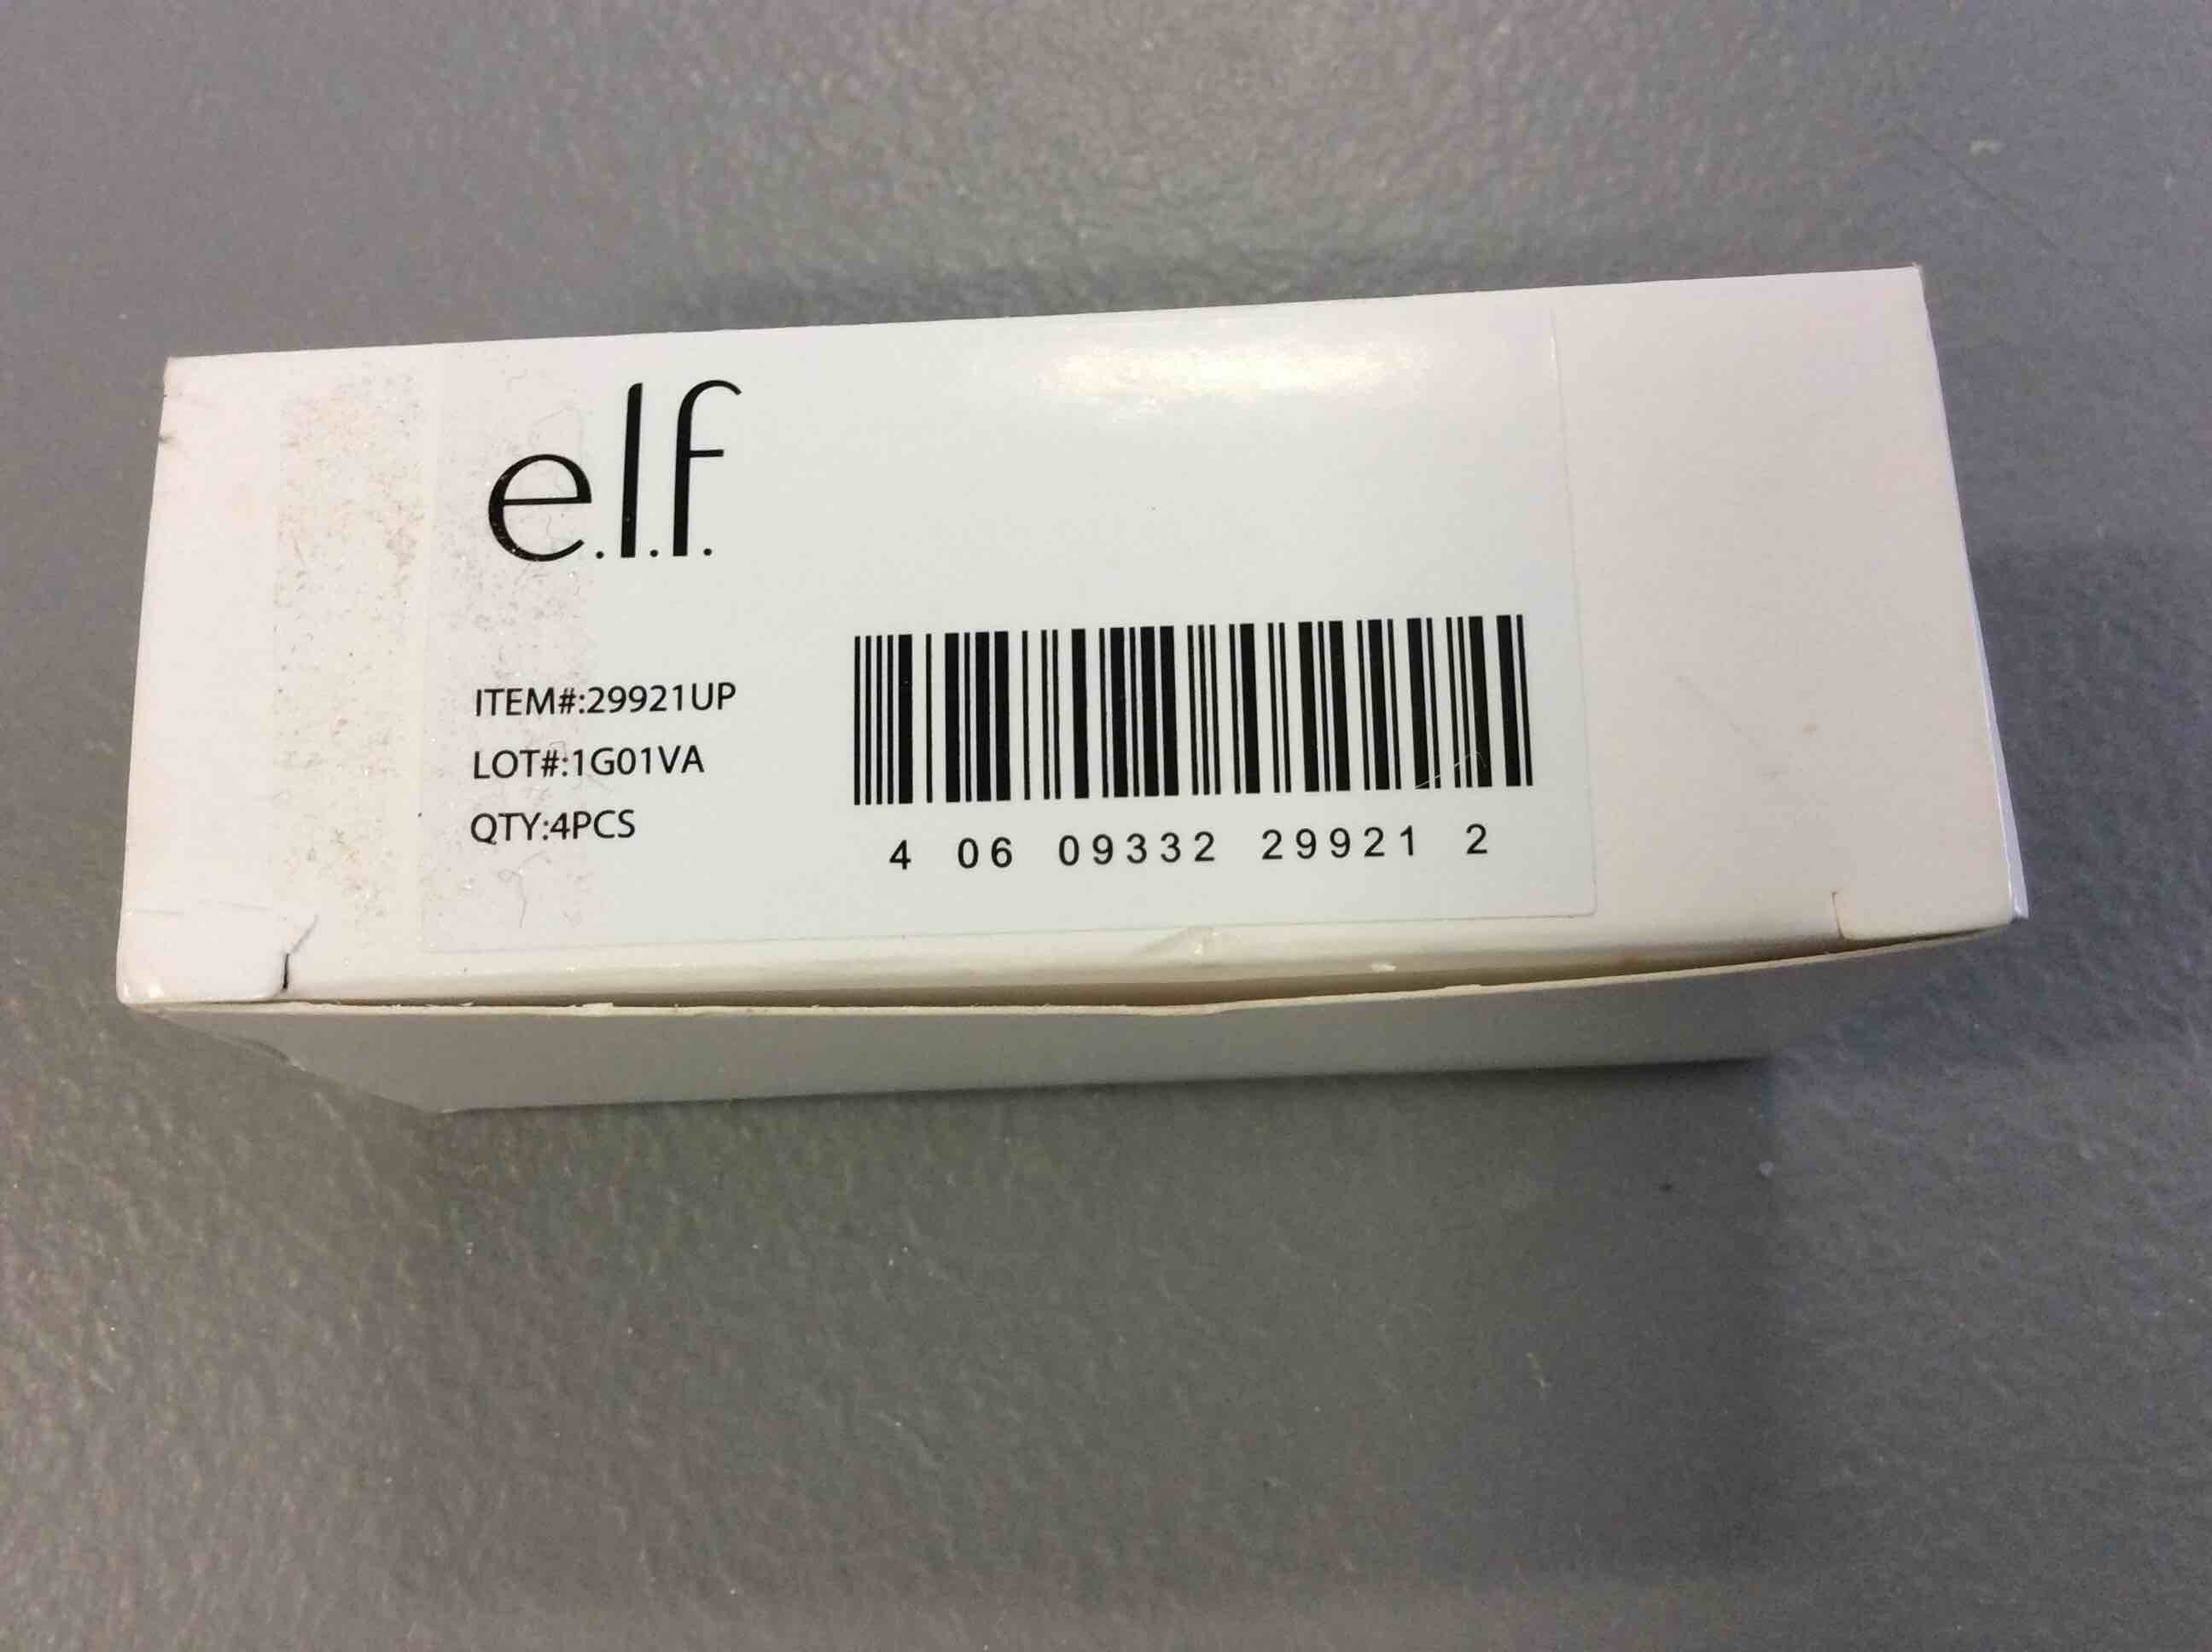 e.l.f.
ITEM#:29921UP
LOT#:1G01VA
QTY:4PCS
4 06 09332 29921 2